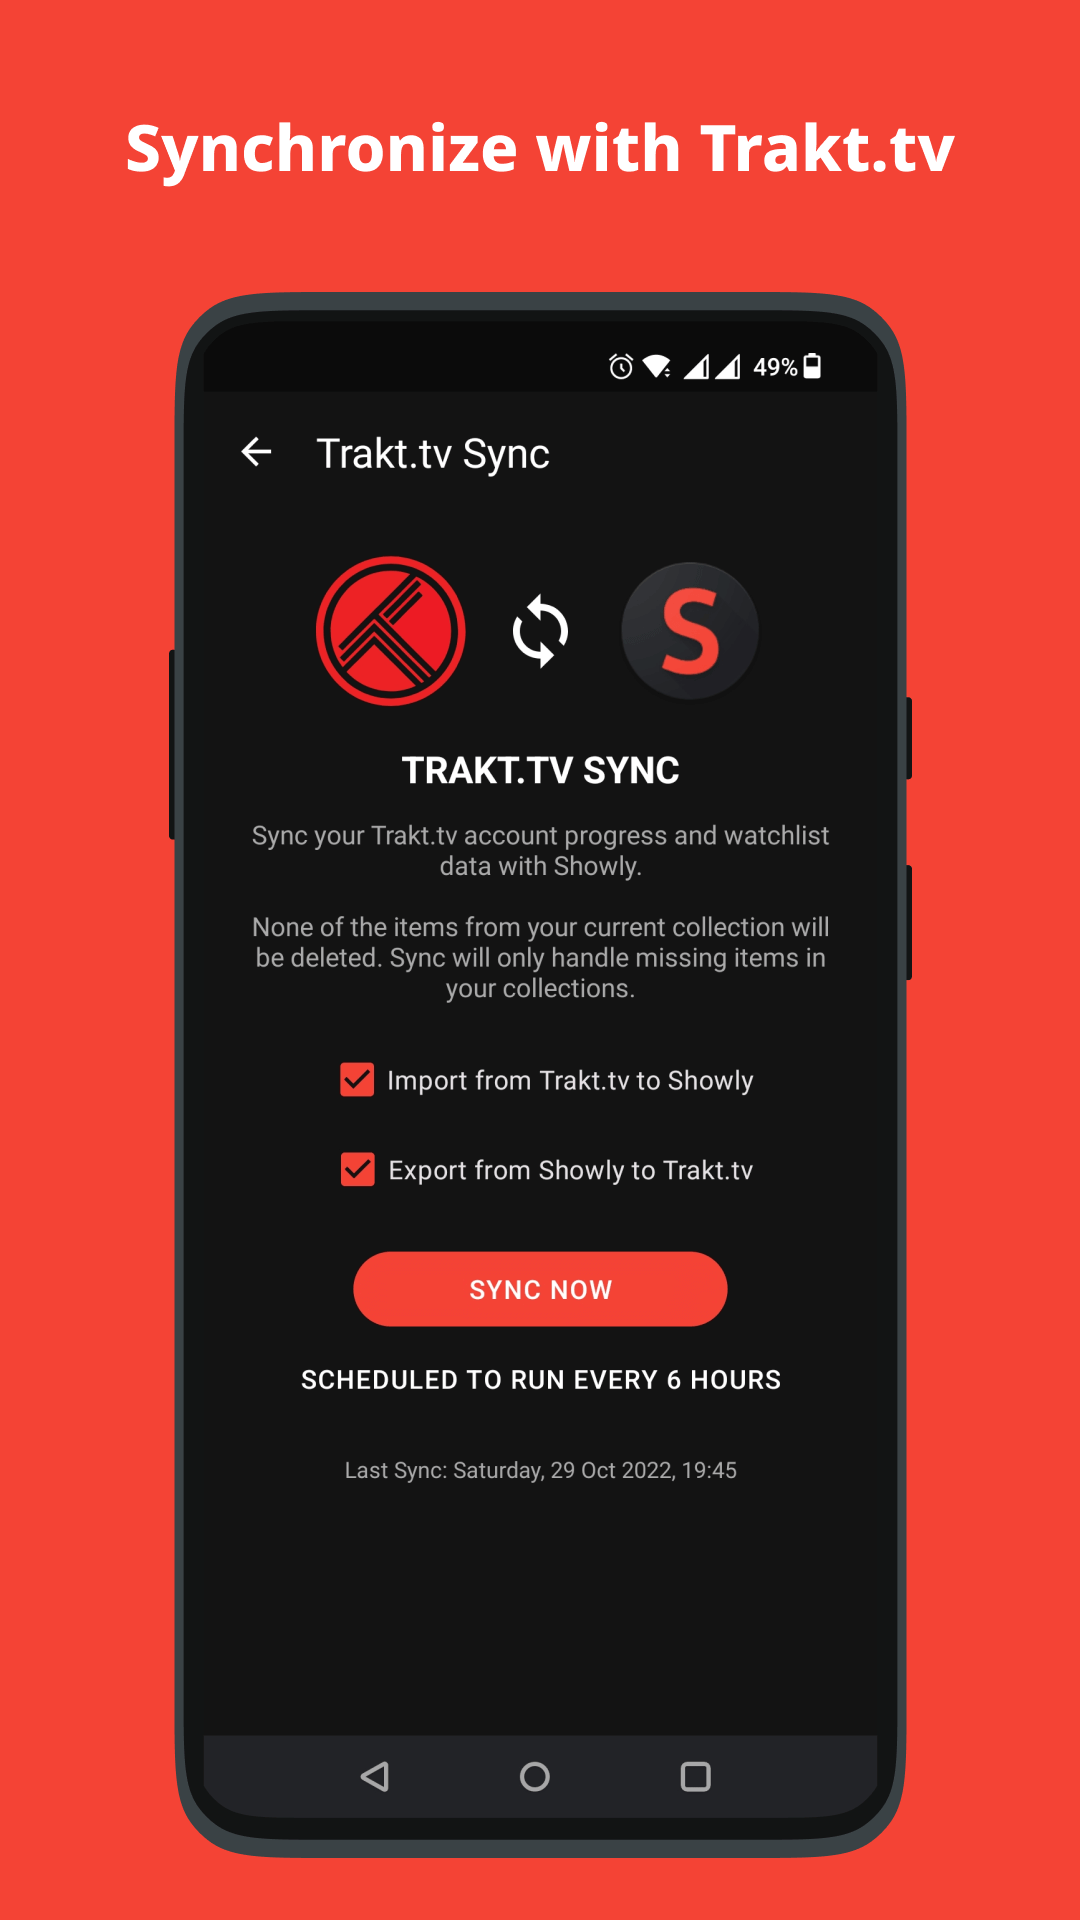 Synchronize with Trakt.tv
49%
Trakt.tv Sync
S
TRAKT.TV SYNC
Sync your Trakt.tv account progress and watchlist
data with Showly.
None of the items from your current collection will
be deleted. Sync will only handle missing items in
your collections.
Import from Trakt.tv to Showly
Export from Showly to Trakt.tv
SYNC NOW
SCHEDULED TO RUN EVERY 6 HOURS
Last Sync: Saturday, 29 Oct 2022, 19:45